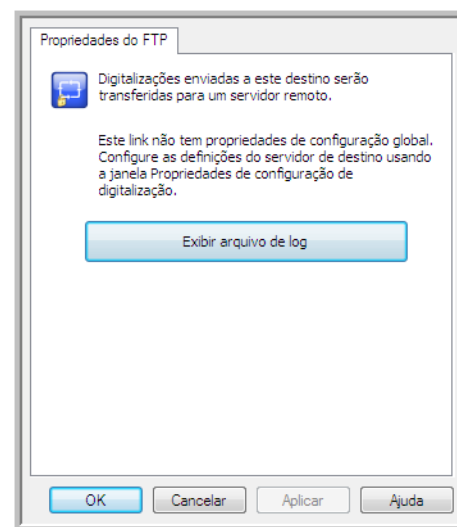 Propriedades do FTP
Digitalizações enviadas a este destino serão
transferidas para um servidor remoto.
Este link não tem propriedades de configuração global.
Configure as definições do servidor de destino usando
a janela Propriedades de configuração de
digitalização.
Exibir arquivo de log
OK Cancelar Aplicar Ajuda